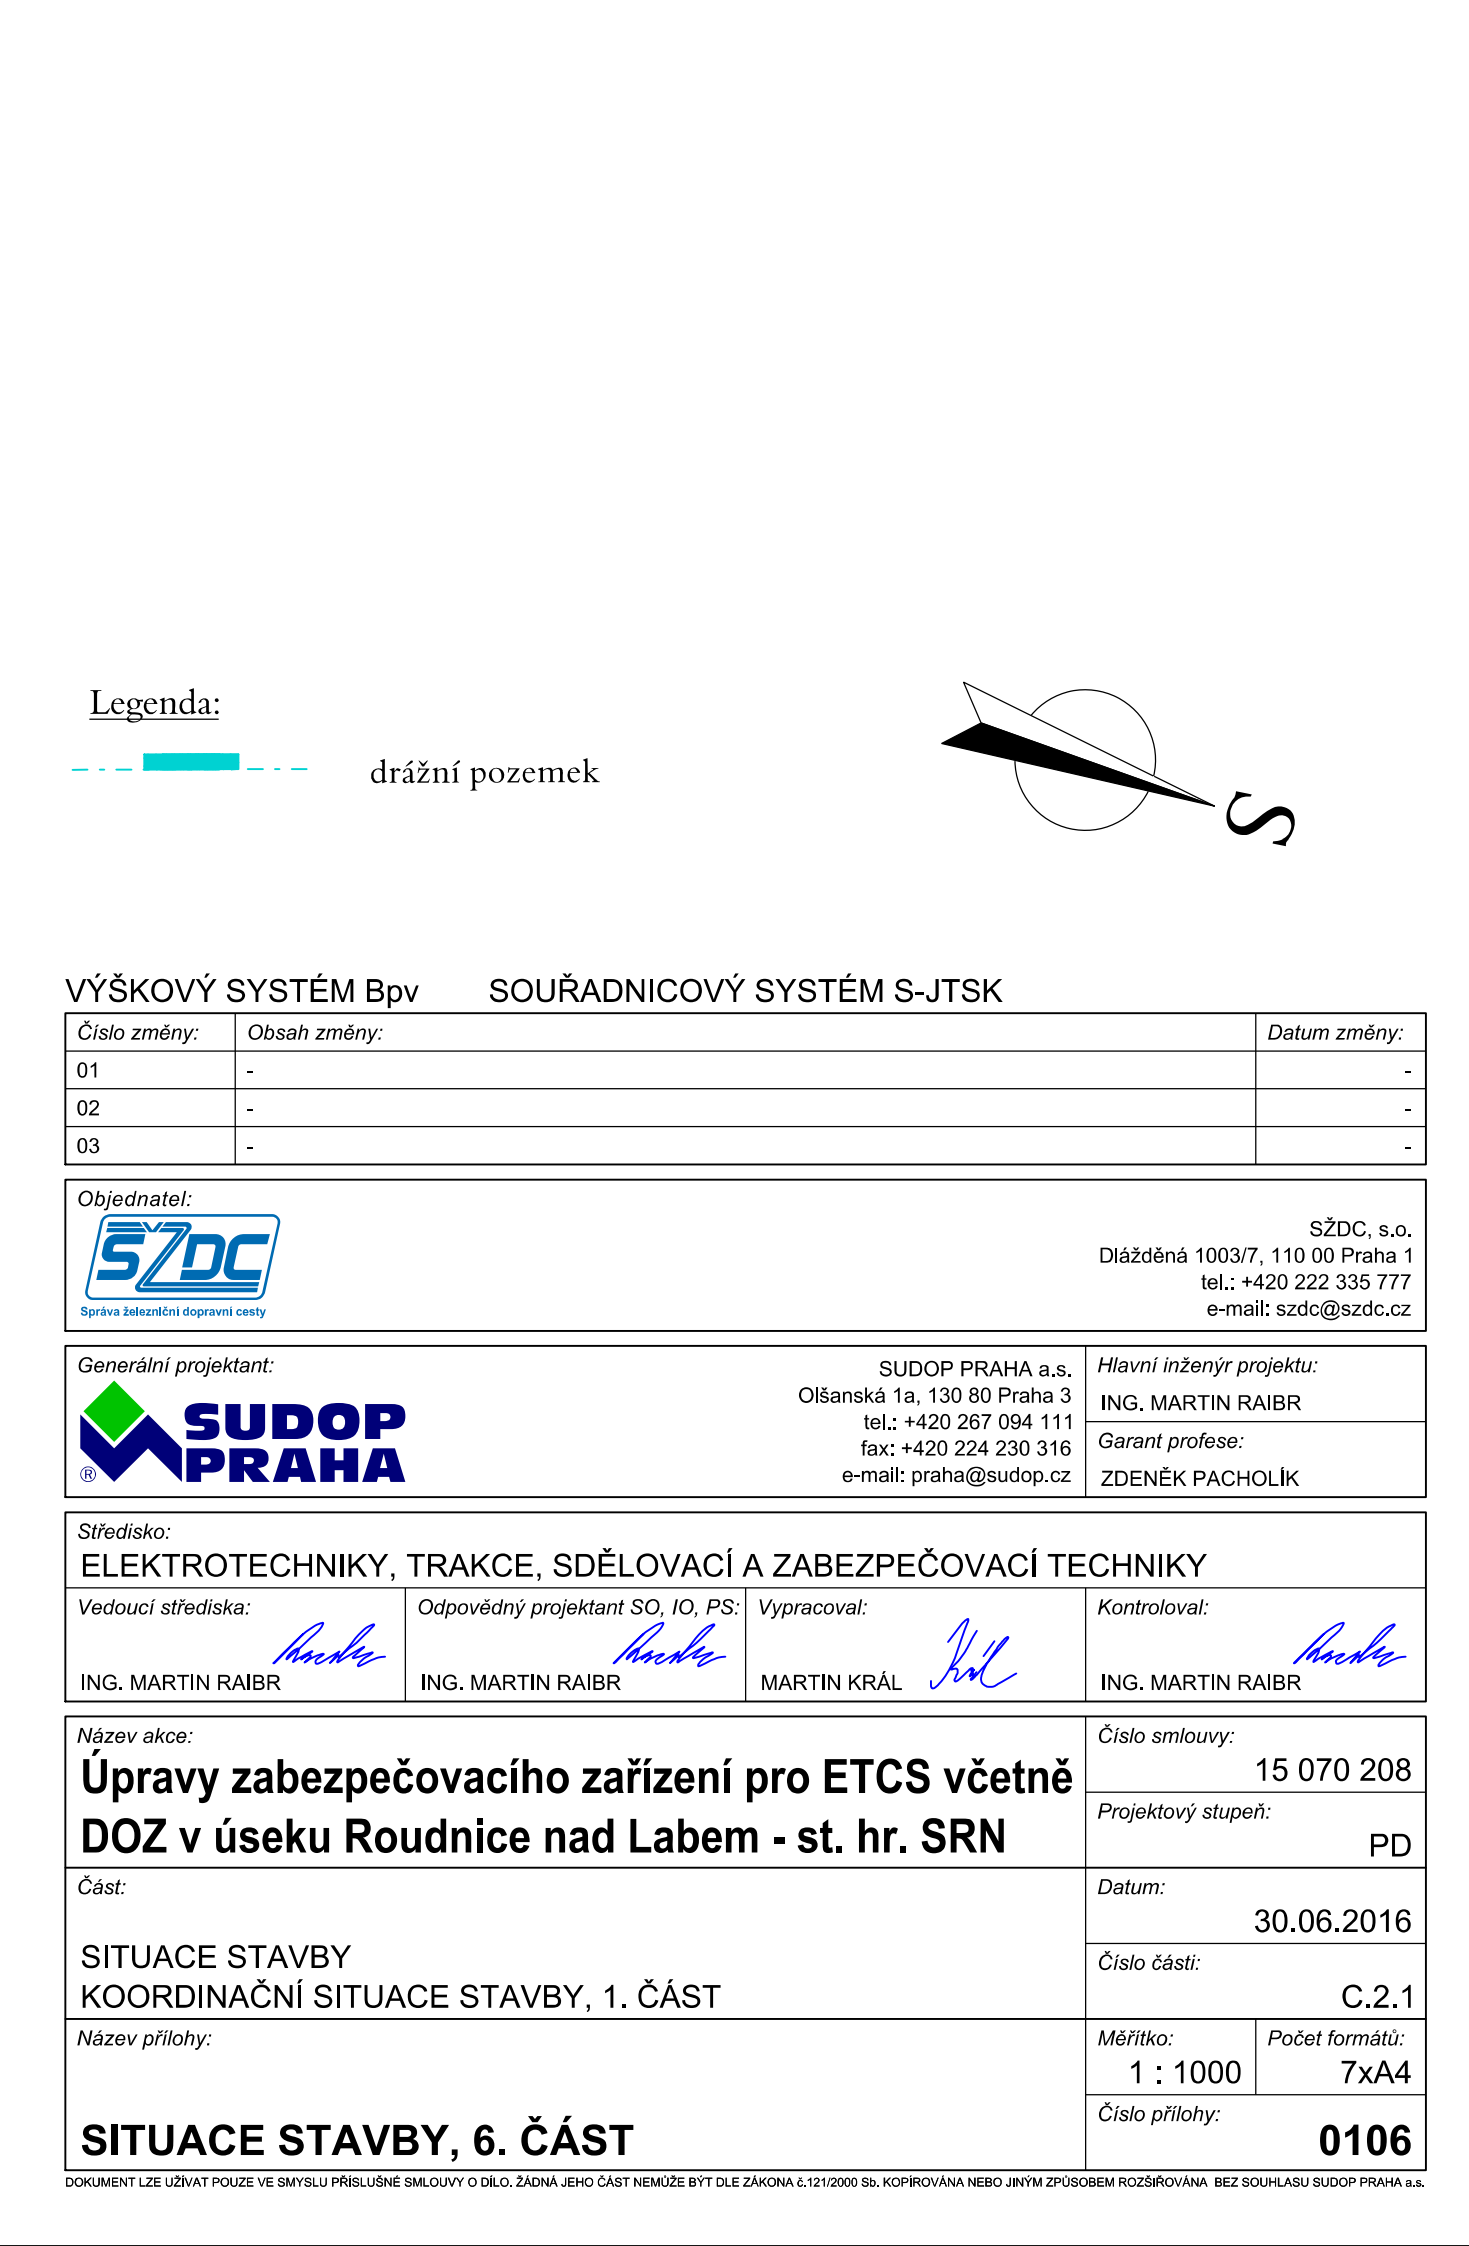 Legenda:
drážní pozemek
S
VÝŠKOVÝ SYSTÉM Bpv SOUŘADNICOVÝ SYSTÉM S-JTSK
Číslo změny: Obsah změny: Datum změny:
01 - -
02 - -
03 - -
Objednatel:
SŽDC
Správa železniční dopravní cesty
SŽDC, s.o.
Dlážděná 1003/7, 110 00 Praha 1
tel.: +420 222 335 777
e-mail: szdc@szdc.cz
Generální projektant:
SUDOP
PRAHA
®
SUDOP PRAHA a.s.
Olšanská 1a, 130 80 Praha 3
tel.: +420 267 094 111
fax: +420 224 230 316
e-mail: praha@sudop.cz
Hlavní inženýr projektu:
ING. MARTIN RAIBR
Garant profese:
ZDENĚK PACHOLÍK
Středisko:
ELEKTROTECHNIKY, TRAKCE, SDĚLOVACÍ A ZABEZPEČOVACÍ TECHNIKY
Vedoucí střediska: Odpovědný projektant SO, IO, PS: Vypracoval: Kontroloval:
ING. MARTIN RAIBR ING. MARTIN RAIBR MARTIN KRÁL Král ING. MARTIN RAIBR
Název akce:
Úpravy zabezpečovacího zařízení pro ETCS včetně
DOZ v úseku Roudnice nad Labem - st. hr. SRN
Číslo smlouvy:
15 070 208
Projektový stupeň:
PD
Část:
SITUACE STAVBY
KOORDINAČNÍ SITUACE STAVBY, 1. ČÁST
Datum:
30.06.2016
Číslo části:
C.2.1
Název přílohy:
SITUACE STAVBY, 6. ČÁST
Měřítko: Počet formátů:
1 : 1000 7xA4
Číslo přílohy:
0106
DOKUMENT LZE UŽÍVAT POUZE VE SMYSLU PŘÍSLUŠNÉ SMLOUVY O DÍLO. ŽÁDNÁ JEHO ČÁST NEMŮŽE BÝT DLE ZÁKONA č.121/2000 Sb. KOPÍROVÁNA NEBO JINÝM ZPŮSOBEM ROZŠIŘOVÁNA BEZ SOUHLASU SUDOP PRAHA a.s.